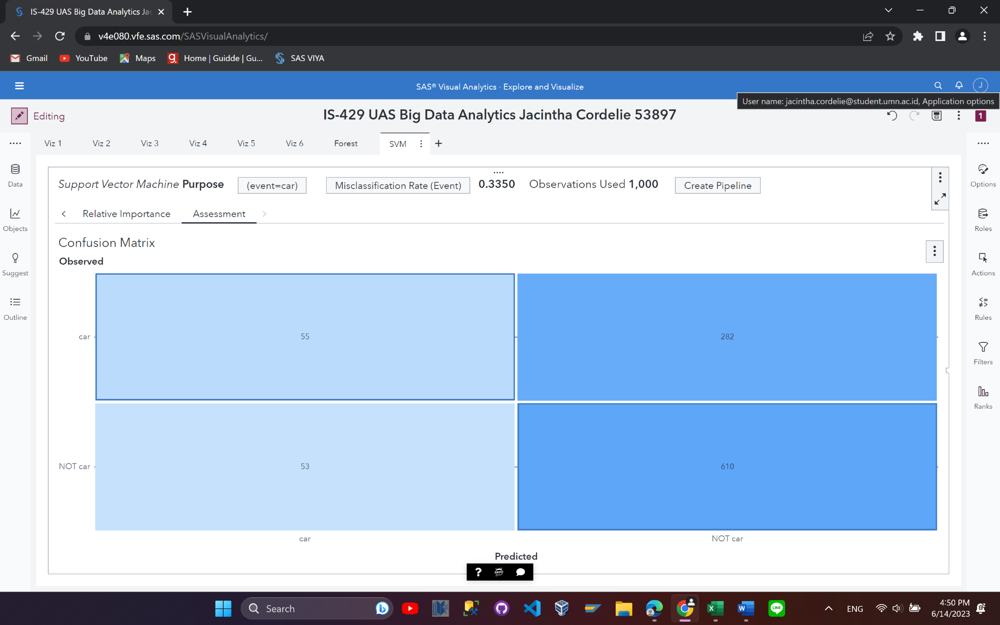 IS-429 UAS Big Data Analytics Jac
v4e080.vfe.sas.com/SASVisualAnalytics/
Gmail
YouTube
Maps
Home | Guidde | Gu...
SAS VIYA
SAS® Visual Analytics - Explore and Visualize
J
User name: jacintha.cordelie@student.umn.ac.id, Application options
Editing
IS-429 UAS Big Data Analytics Jacintha Cordelie 53897
1
Viz 1
Viz 2
Viz 3
Viz 4
Viz 5
Viz 6
Forest
SVM
Data
Objects
Suggest
Outline
Support Vector Machine Purpose
(event=car)
Misclassification Rate (Event)
0.3350
Observations Used 1,000
Create Pipeline
Relative Importance
Assessment
Confusion Matrix
Observed
car
55
282
NOT car
53
610
car
NOT car
Predicted
Options
Roles
Actions
Rules
Filters
Ranks
Search
ENG
4:50 PM
6/14/2023